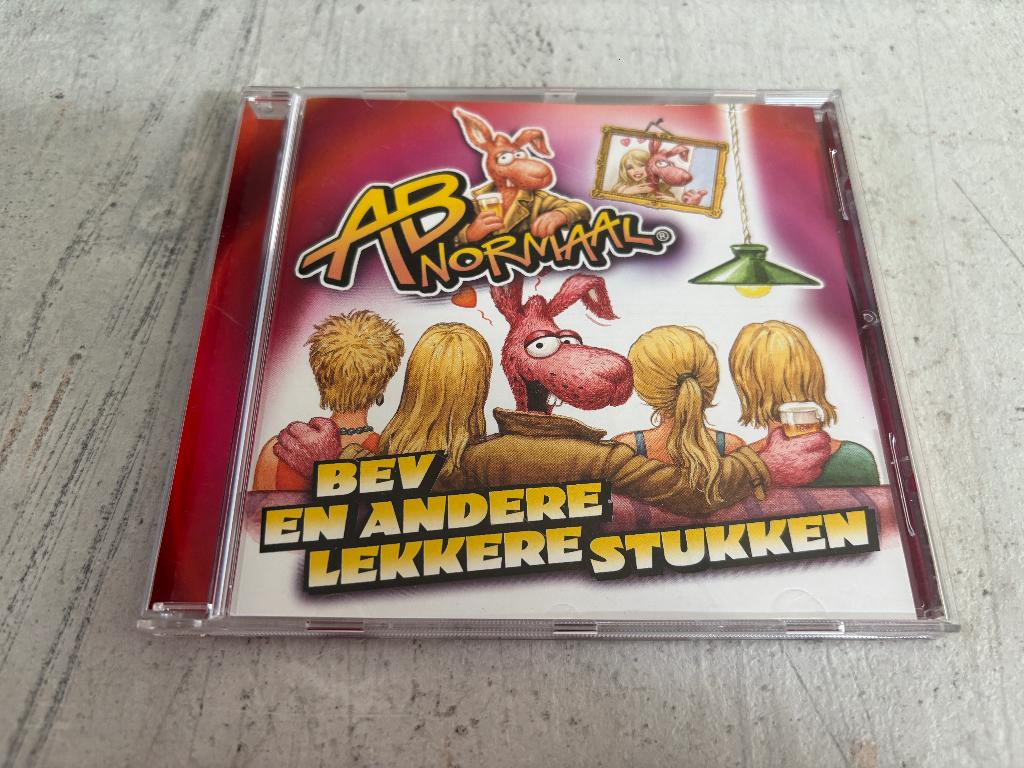 AB
NORMAAL®
BEV
EN ANDERE
LEKKERE STUKKEN